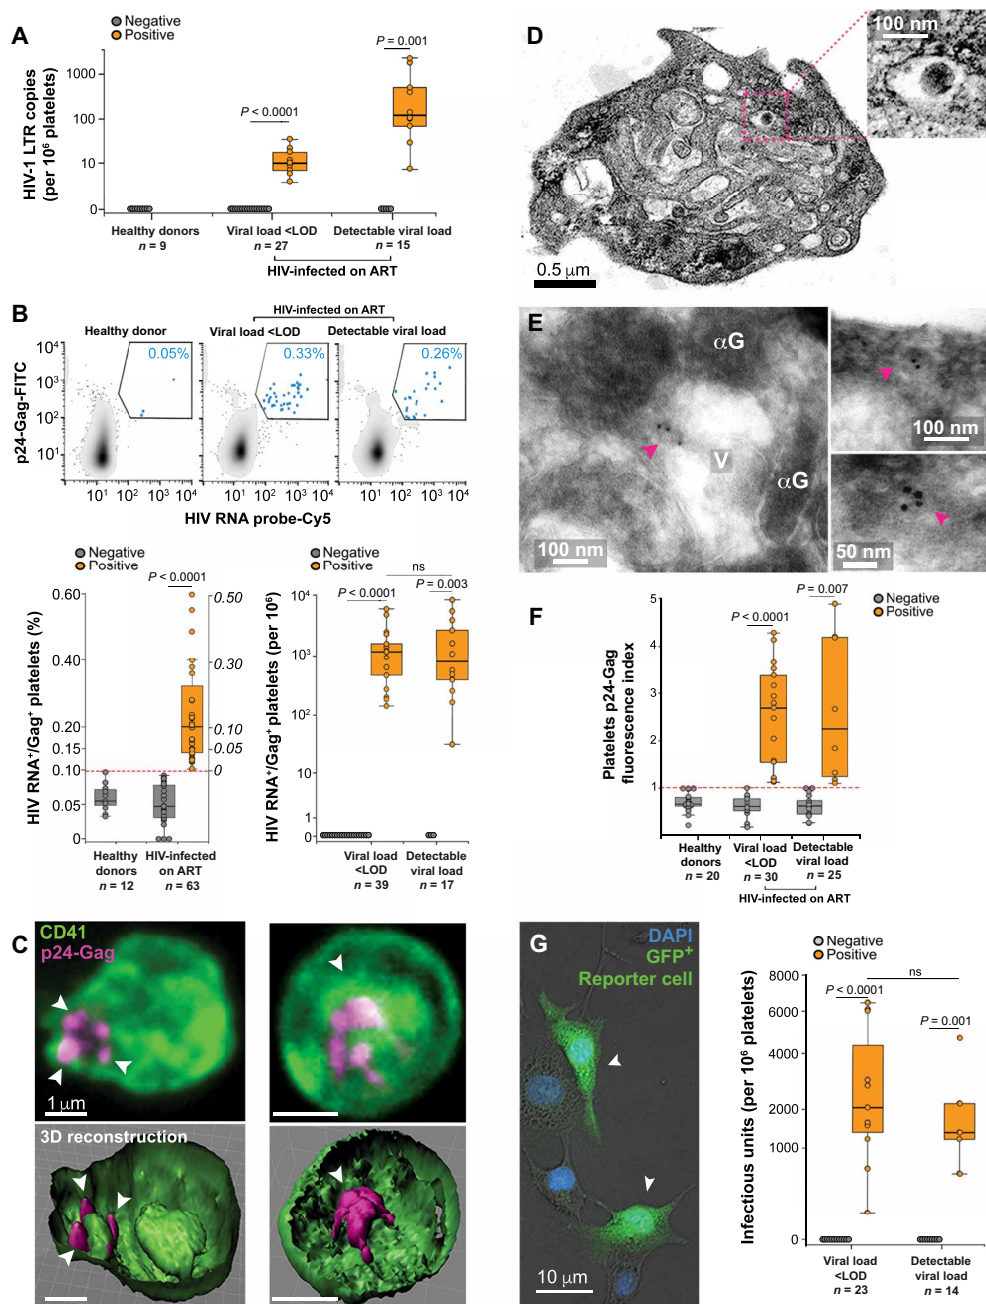 A
Negative
Positive
HIV-1 LTR copies
(per 10⁶ platelets)
1000
100
10
0
P < 0.0001
P = 0.001
Healthy donors
n = 9
Viral load <LOD
n = 27
Detectable viral load
n = 15
HIV-infected on ART
B
HIV-infected on ART
Healthy donor
Viral load <LOD
Detectable viral load
p24-Gag-FITC
10⁴
10³
10²
10¹
0.05%
0.33%
0.26%
10¹ 10² 10³ 10⁴
10¹ 10² 10³ 10⁴
10¹ 10² 10³ 10⁴
HIV RNA probe-Cy5
Negative
Positive
P < 0.0001
HIV RNA⁺/Gag⁺ platelets (%)
0.60
0.40
0.20
0.15
0.10
0.05
0
0.50
0.30
0.10
0.05
0
Healthy
donors
n = 12
HIV-infected
on ART
n = 63
Negative
Positive
ns
P < 0.0001
P = 0.003
HIV RNA⁺/Gag⁺ platelets (per 10⁶)
10⁴
10³
10²
10
1
0
Viral load
<LOD
n = 39
Detectable
viral load
n = 17
C
CD41
p24-Gag
1 µm
3D reconstruction
D
100 nm
0.5 µm
E
αG
V
αG
100 nm
100 nm
50 nm
F
Negative
Positive
P < 0.0001
P = 0.007
Platelets p24-Gag
fluorescence index
5
4
3
2
1
0
Healthy
donors
n = 20
Viral load
<LOD
n = 30
Detectable
viral load
n = 25
HIV-infected on ART
G
DAPI
GFP⁺
Reporter cell
10 µm
Negative
Positive
ns
P < 0.0001
P = 0.001
Infectious units (per 10⁶ platelets)
8000
6000
4000
2000
1000
0
Viral load
<LOD
n = 23
Detectable
viral load
n = 14